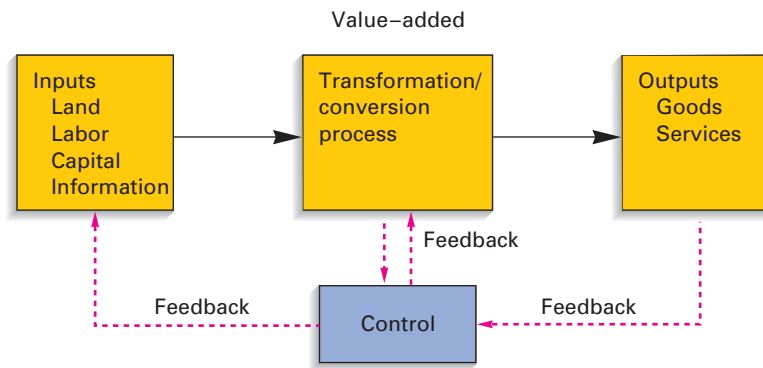 Value–added
Inputs
Land
Labor
Capital
Information
Transformation/
conversion
process
Outputs
Goods
Services
Feedback
Feedback
Control
Feedback